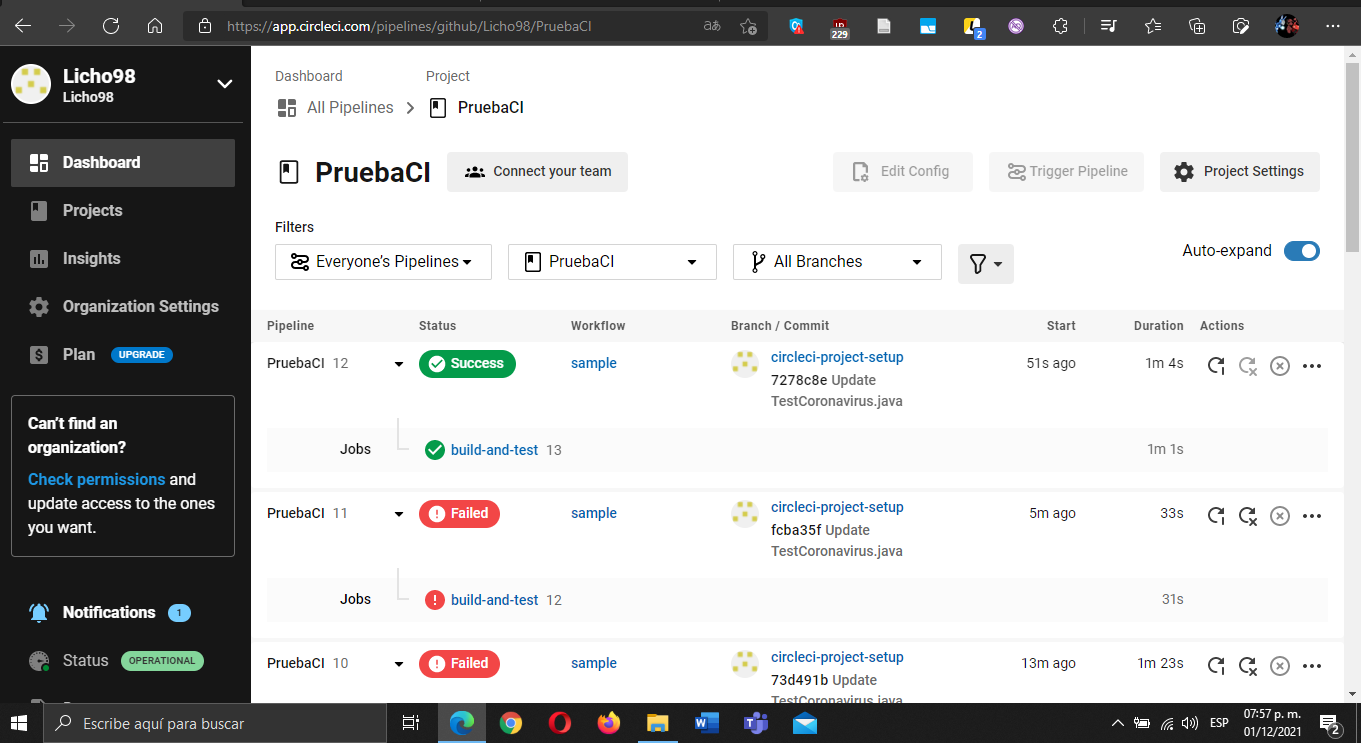 https://app.circleci.com/pipelines/github/Licho98/PruebaCI
229
2
Licho98
Licho98
Dashboard
Projects
Insights
Organization Settings
Plan UPGRADE
Can't find an
organization?
Check permissions and
update access to the ones
you want.
Notifications 1
Status OPERATIONAL
Dashboard Project
All Pipelines > PruebaCI
PruebaCI Connect your team Edit Config Trigger Pipeline Project Settings
Filters
Everyone's Pipelines PruebaCI All Branches Auto-expand
Pipeline Status Workflow Branch / Commit Start Duration Actions
PruebaCI 12 Success sample circleci-project-setup 51s ago 1m 4s
7278c8e Update
TestCoronavirus.java
Jobs build-and-test 13 1m 1s
PruebaCI 11 Failed sample circleci-project-setup 5m ago 33s
fcba35f Update
TestCoronavirus.java
Jobs build-and-test 12 31s
PruebaCI 10 Failed sample circleci-project-setup 13m ago 1m 23s
73d491b Update
TestCoronavirus.java
Escribe aquí para buscar
ESP
07:57 p. m.
01/12/2021
2